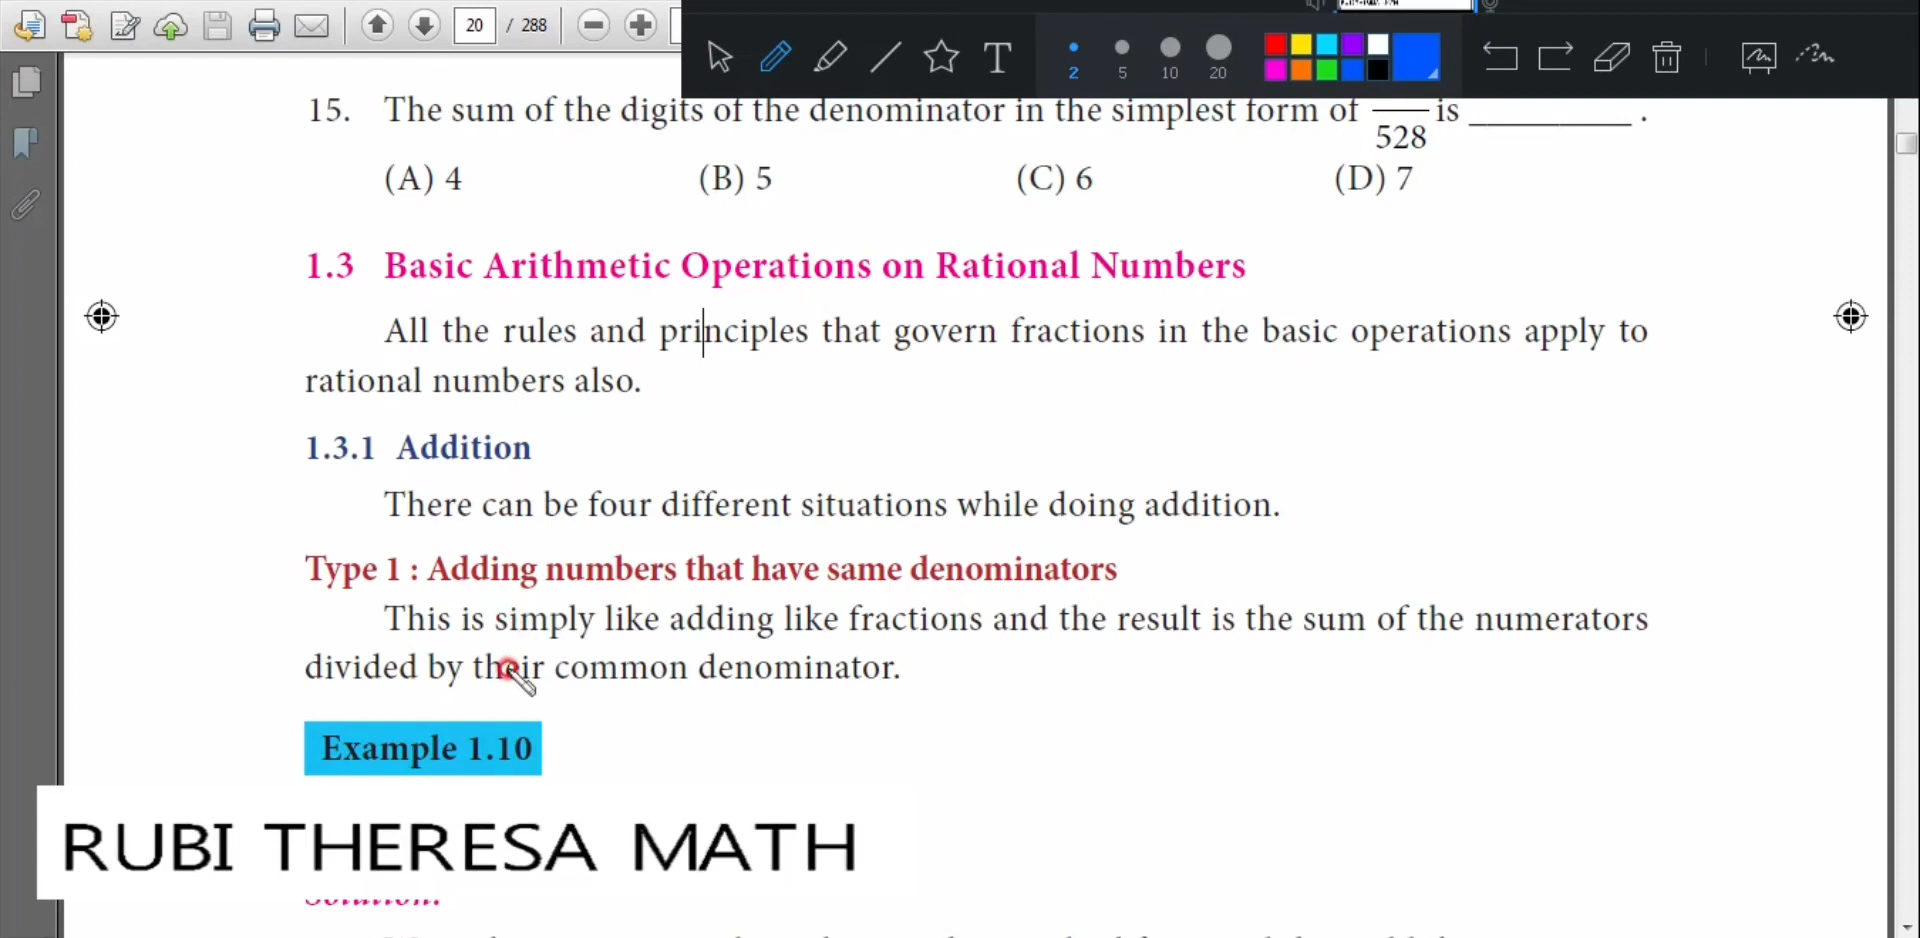 20 / 288
2 5 10 20
15. The sum of the digits of the denominator in the simplest form of /528 is __________ .
(A) 4 (B) 5 (C) 6 (D) 7
1.3 Basic Arithmetic Operations on Rational Numbers
All the rules and principles that govern fractions in the basic operations apply to
rational numbers also.
1.3.1 Addition
There can be four different situations while doing addition.
Type 1 : Adding numbers that have same denominators
This is simply like adding like fractions and the result is the sum of the numerators
divided by their common denominator.
Example 1.10
RUBI THERESA MATH
Solution: